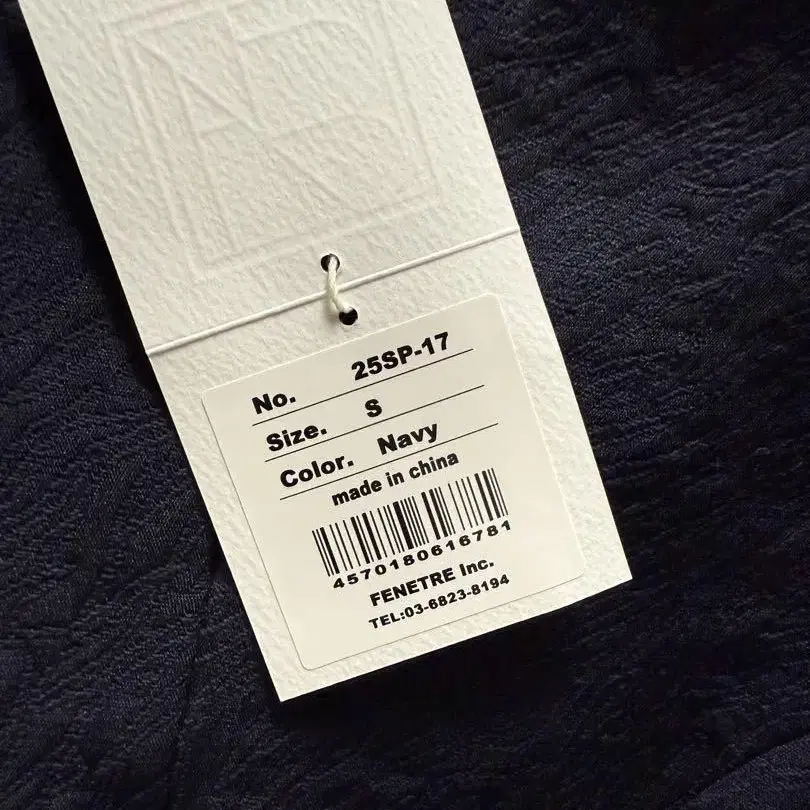 No. 25SP-17
Size. S
Color. Navy
made in china
4570180616781
FENETRE Inc.
TEL:03-6823-8194